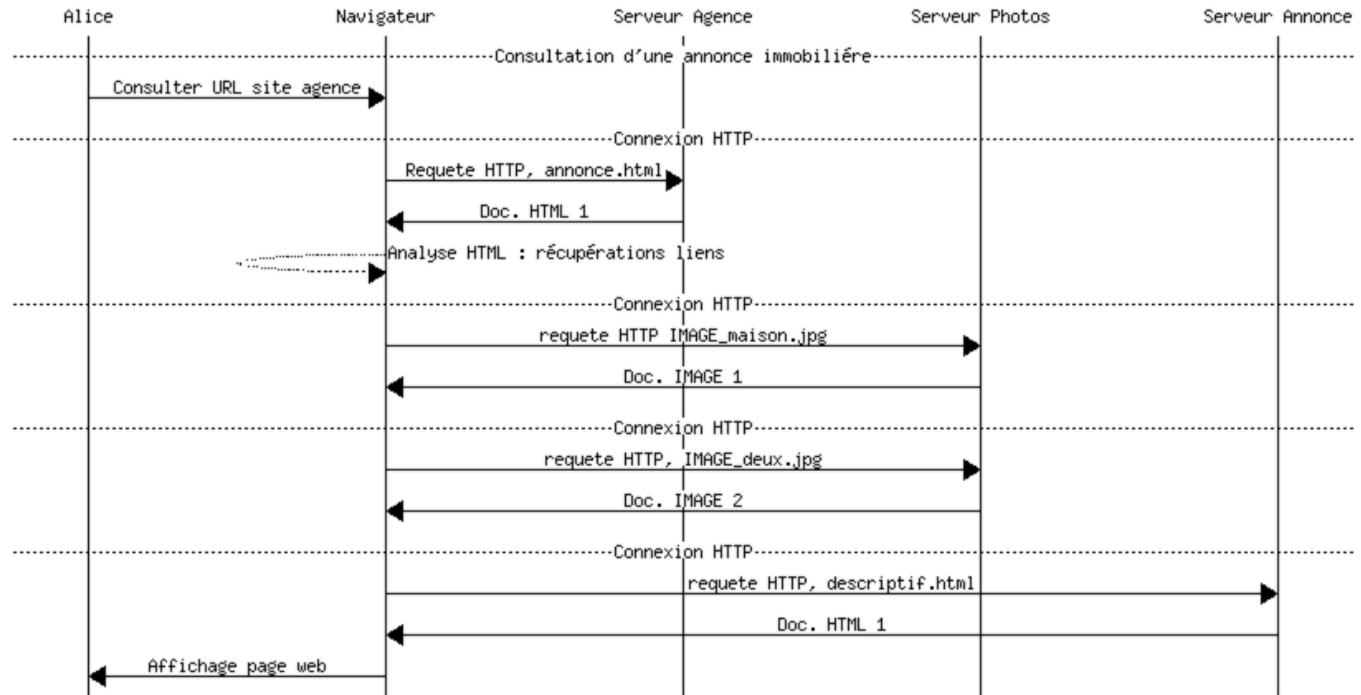 Alice Navigateur Serveur Agence Serveur Photos Serveur Annonce
Consultation d'une annonce immobiliére
Consulter URL site agence
Connexion HTTP
Requete HTTP, annonce.html
Doc. HTML 1
Analyse HTML : récupérations liens
Connexion HTTP
requete HTTP IMAGE_maison.jpg
Doc. IMAGE 1
Connexion HTTP
requete HTTP, IMAGE_deux.jpg
Doc. IMAGE 2
Connexion HTTP
requete HTTP, descriptif.html
Doc. HTML 1
Affichage page web